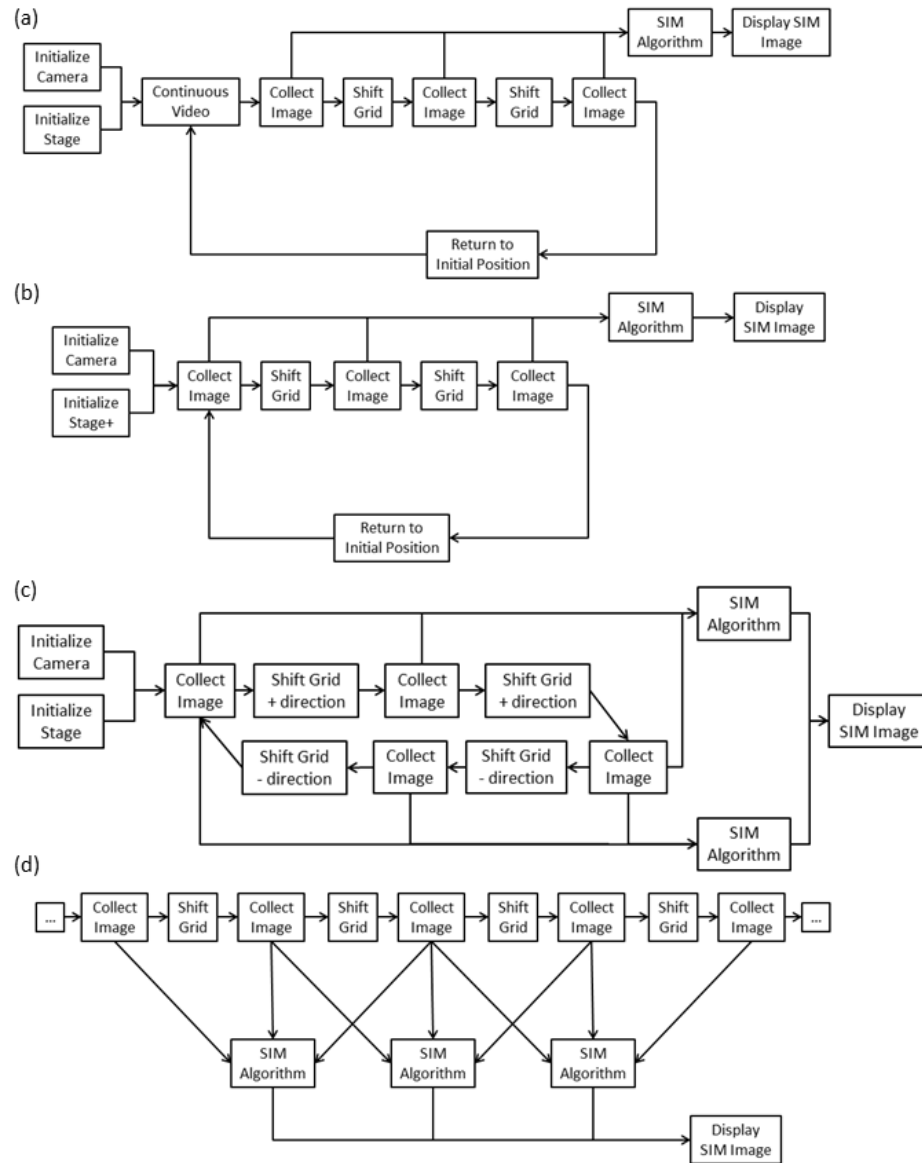 (a)
Initialize
Camera
Initialize
Stage
Continuous
Video
Collect
Image
Shift
Grid
Collect
Image
Shift
Grid
Collect
Image
SIM
Algorithm
Display SIM
Image
Return to
Initial Position
(b)
Initialize
Camera
Initialize
Stage+
Collect
Image
Shift
Grid
Collect
Image
Shift
Grid
Collect
Image
SIM
Algorithm
Display
SIM Image
Return to
Initial Position
(c)
Initialize
Camera
Initialize
Stage
Collect
Image
Shift Grid
+ direction
Collect
Image
Shift Grid
+ direction
Collect
Image
Shift Grid
- direction
Collect
Image
Shift Grid
- direction
SIM
Algorithm
SIM
Algorithm
Display
SIM Image
(d)
...
Collect
Image
Shift
Grid
Collect
Image
Shift
Grid
Collect
Image
Shift
Grid
Collect
Image
Shift
Grid
Collect
Image
...
SIM
Algorithm
SIM
Algorithm
SIM
Algorithm
Display
SIM Image